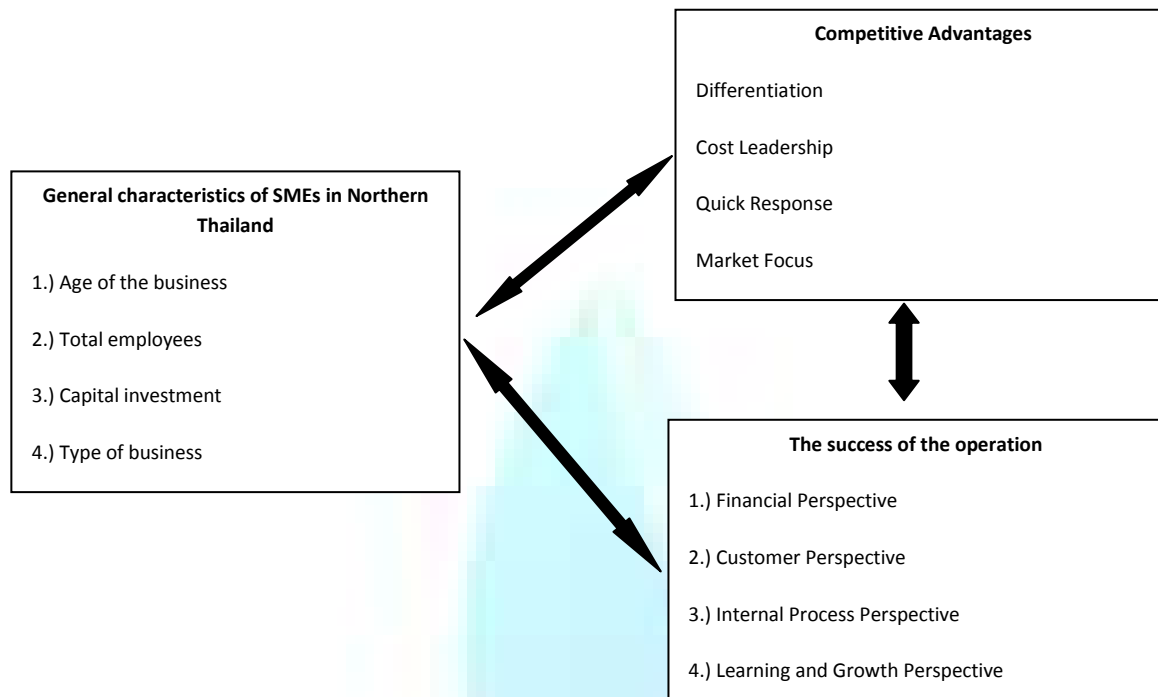 General characteristics of SMEs in Northern
Thailand
1.) Age of the business
2.) Total employees
3.) Capital investment
4.) Type of business
Competitive Advantages
Differentiation
Cost Leadership
Quick Response
Market Focus
The success of the operation
1.) Financial Perspective
2.) Customer Perspective
3.) Internal Process Perspective
4.) Learning and Growth Perspective